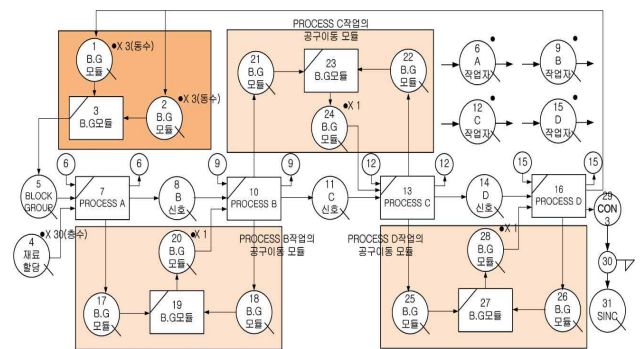 PROCESS C작업의
공구이동 모듈
●X 3(동수)
1
B.G
모듈
3
B.G모듈
2
B.G
모듈
●X 3(동수)
21
B.G
모듈
23
B.G모듈
22
B.G
모듈
24
B.G
모듈
●X 1
6
A
작업자
9
B
작업자
12
C
작업자
15
D
작업자
5
BLOCK
GROUP
6
7
PROCESS A
6
8
B
신호
9
10
PROCESS B
9
11
C
신호
12
13
PROCESS C
12
14
D
신호
15
16
PROCESS D
15
29
CON
3
4
재료
할당
●X 30(층수)
20
B.G
모듈
●X 1
PROCESS B작업의
공구이동 모듈
PROCESS D작업의
공구이동 모듈
28
B.G
모듈
●X 1
30
17
B.G
모듈
19
B.G모듈
18
B.G
모듈
25
B.G
모듈
27
B.G모듈
26
B.G
모듈
31
SINC